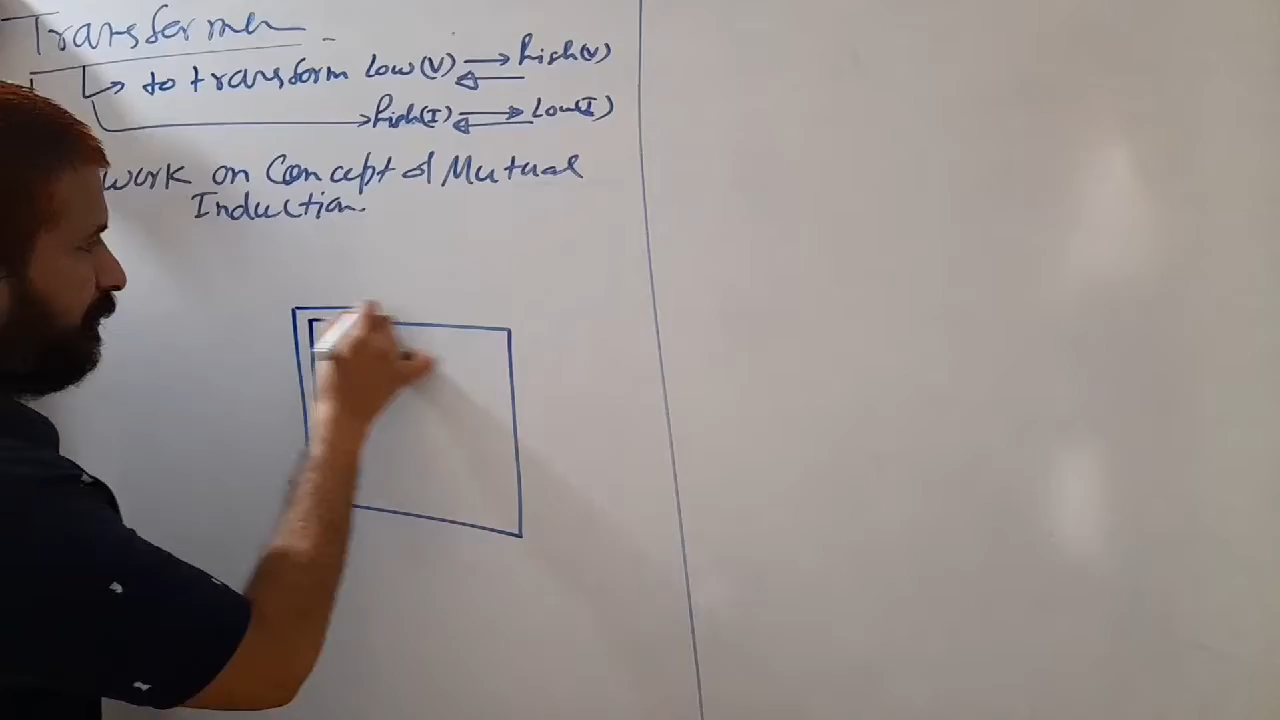 Transformer
to transform Low(V) ⟶ high(V)
⟵
high(I) ⇄ Low(I)
work on Concept of Mutual
Induction.